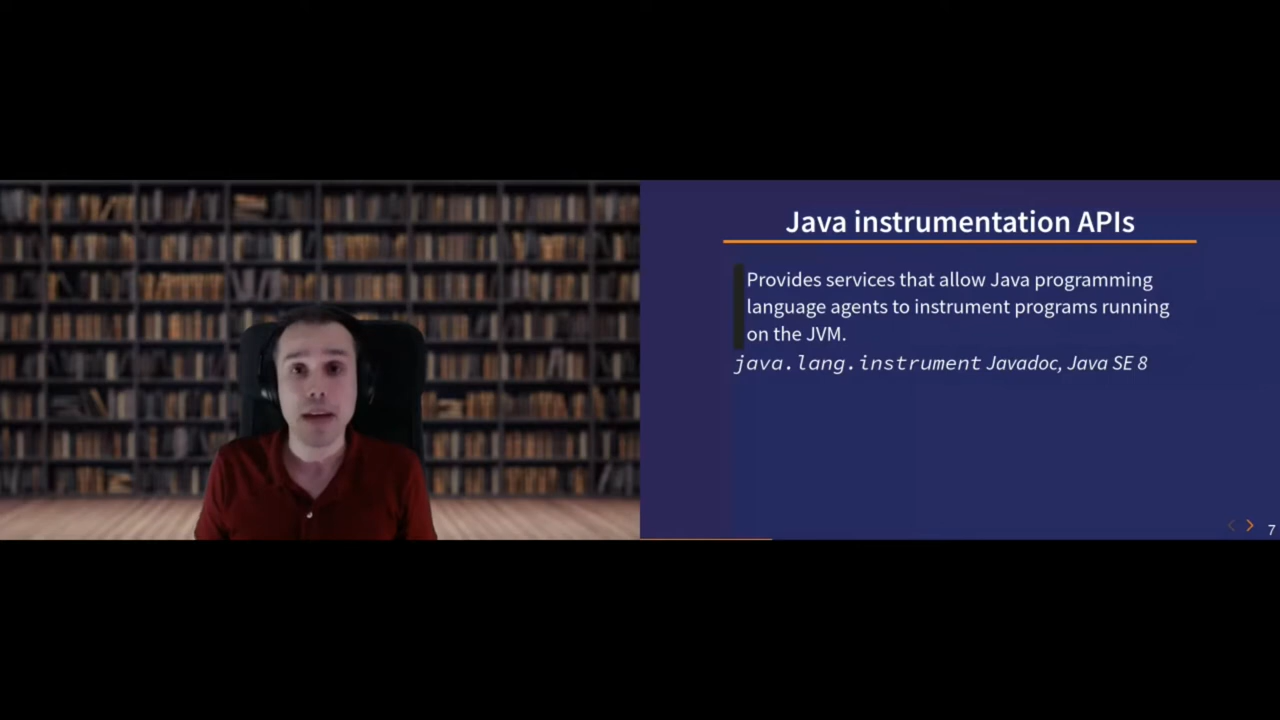 Java instrumentation APIs
Provides services that allow Java programming
language agents to instrument programs running
on the JVM.
java.lang.instrument Javadoc, Java SE 8
7